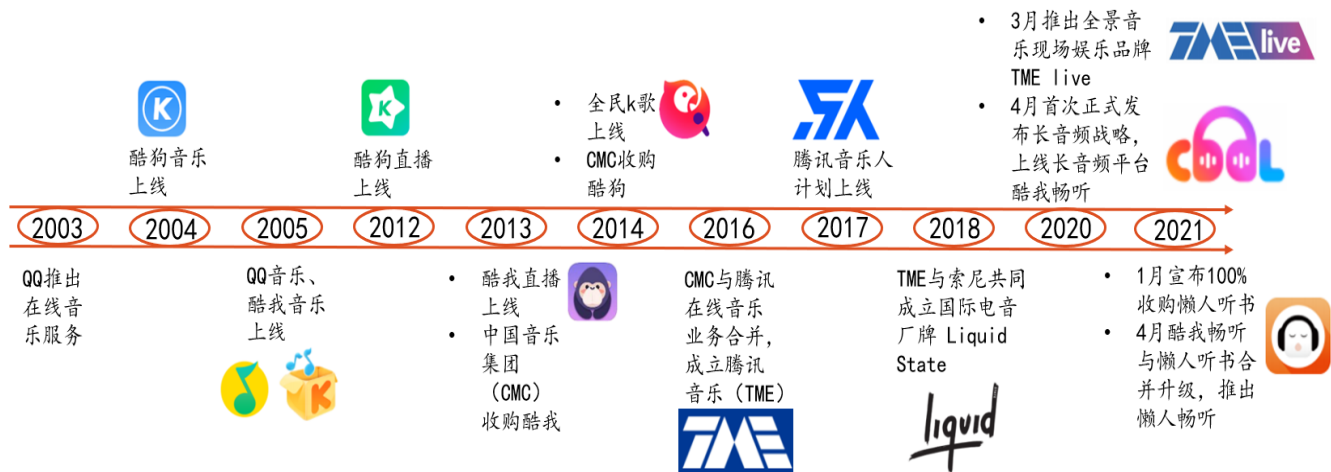 • 3月推出全景音
乐现场娱乐品牌
TME live
• 4月首次正式发
布长音频战略，
上线长音频平台
酷我畅听
TME live
COOL
K
酷狗音乐
上线
K
酷狗直播
上线
• 全民k歌
上线
• CMC收购
酷狗
腾讯音乐人
计划上线
2003
2004
2005
2012
2013
2014
2016
2017
2018
2020
2021
QQ推出
在线音
乐服务
QQ音乐、
酷我音乐
上线
K
• 酷我直播
上线
• 中国音乐
集团
（CMC）
收购酷我
CMC与腾讯
在线音乐
业务合并，
成立腾讯
音乐（TME）
TME
TME与索尼共同
成立国际电音
厂牌 Liquid
State
liquid
• 1月宣布100%
收购懒人听书
• 4月酷我畅听
与懒人听书合
并升级，推出
懒人畅听